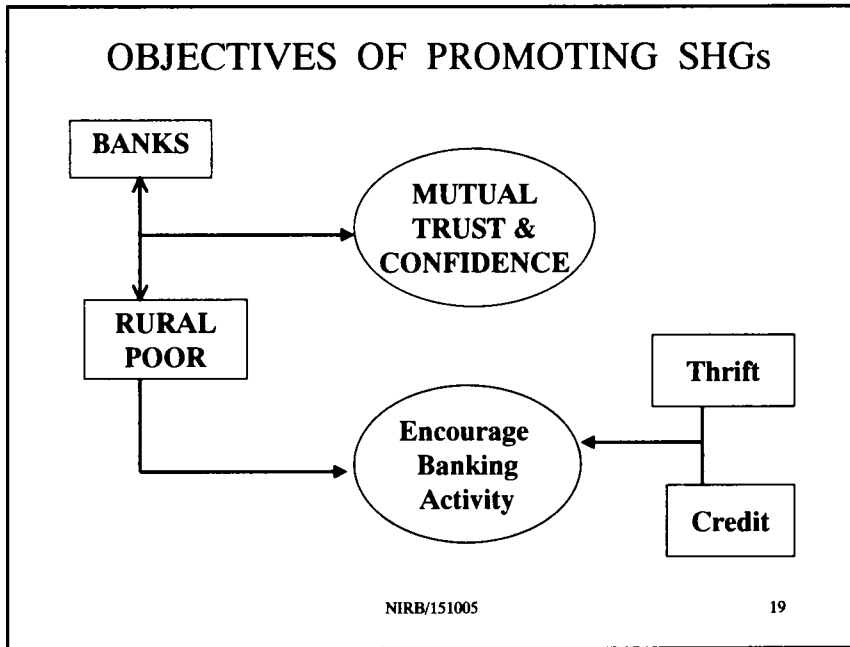 OBJECTIVES OF PROMOTING SHGs
BANKS
MUTUAL
TRUST &
CONFIDENCE
RURAL
POOR
Thrift
Encourage
Banking
Activity
Credit
NIRB/151005
19